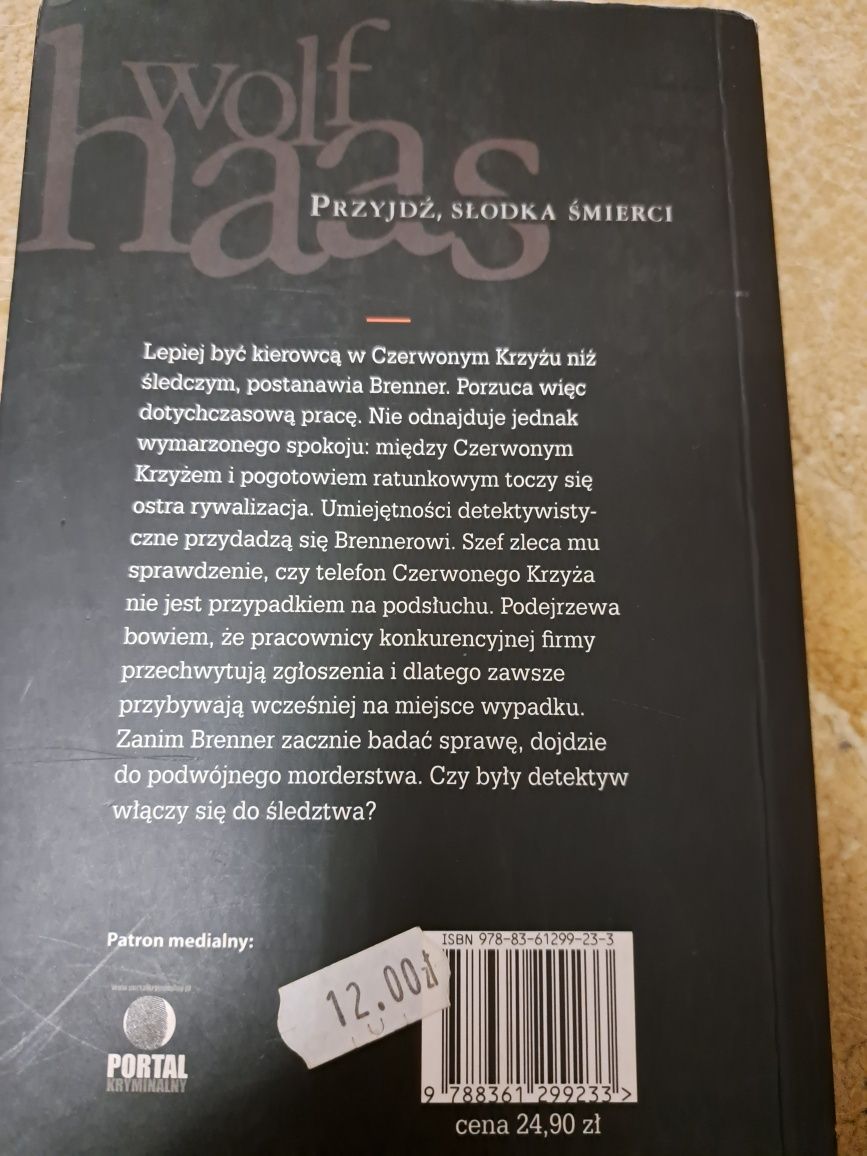 wolf
haas
Przyjdź, słodka śmierci
Lepiej być kierowcą w Czerwonym Krzyżu niż
śledczym, postanawia Brenner. Porzuca więc
dotychczasową pracę. Nie odnajduje jednak
wymarzonego spokoju: między Czerwonym
Krzyżem i pogotowiem ratunkowym toczy się
ostra rywalizacja. Umiejętności detektywisty-
czne przydadzą się Brennerowi. Szef zleca mu
sprawdzenie, czy telefon Czerwonego Krzyża
nie jest przypadkiem na podsłuchu. Podejrzewa
bowiem, że pracownicy konkurencyjnej firmy
przechwytują zgłoszenia i dlatego zawsze
przybywają wcześniej na miejsce wypadku.
Zanim Brenner zacznie badać sprawę, dojdzie
do podwójnego morderstwa. Czy były detektyw
włączy się do śledztwa?
Patron medialny:
PORTAL
KRYMINALNY
12.00zł
ISBN 978-83-61299-23-3
9 788361 299233 >
cena 24,90 zł